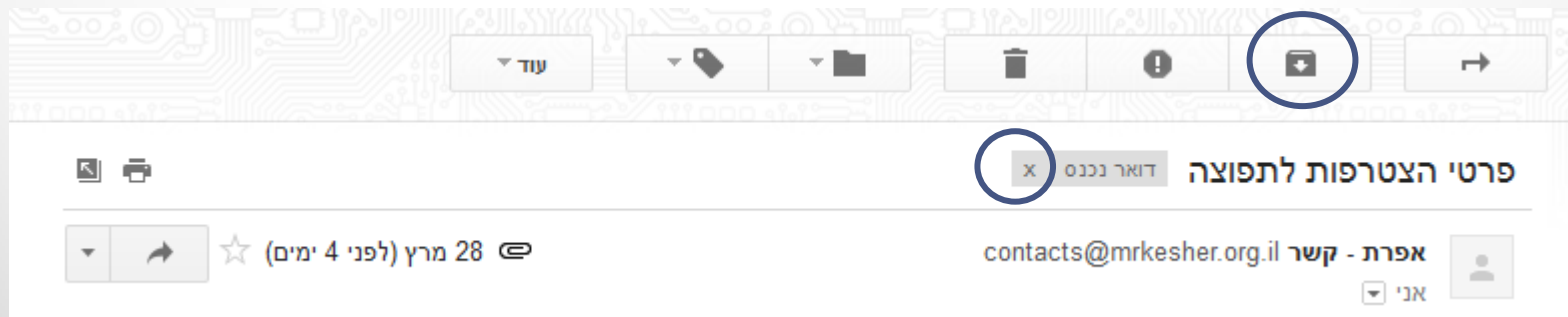 עוד
פרטי הצטרפות לתפוצה דואר נכנס x
אפרת - קשר contacts@mrkesher.org.il 28 מרץ (לפני 4 ימים)
אני